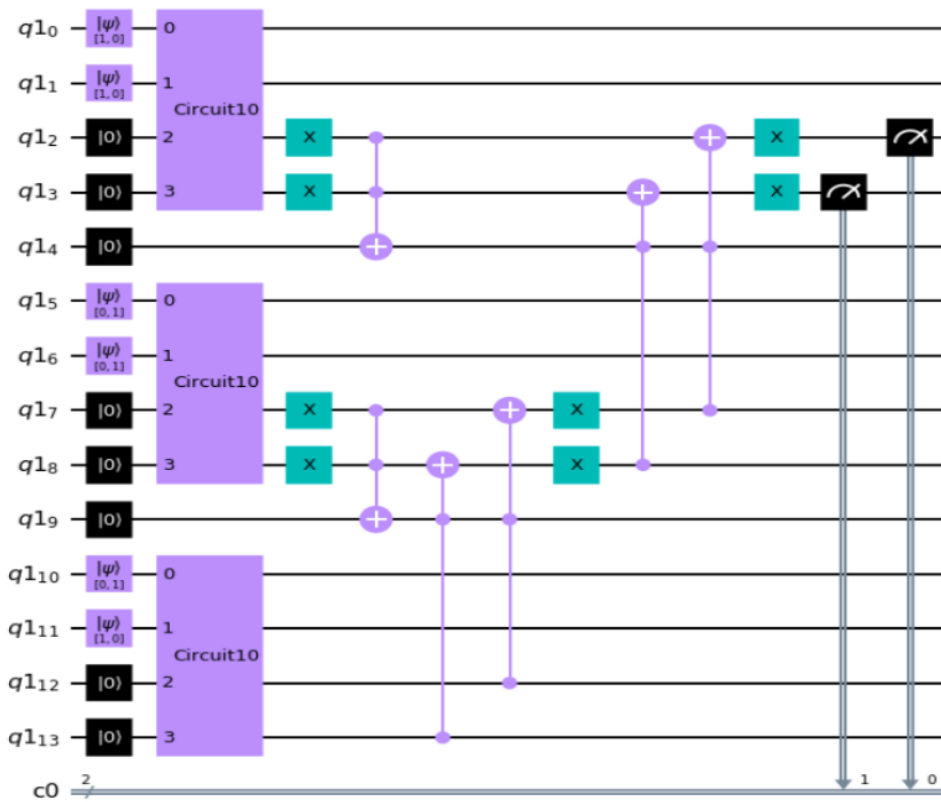 q1₀ |ψ⟩ [1, 0] 0
q1₁ |ψ⟩ [1, 0] 1
Circuit10
q1₂ |0⟩ 2 X X
q1₃ |0⟩ 3 X X
q1₄ |0⟩
q1₅ |ψ⟩ [0, 1] 0
q1₆ |ψ⟩ [0, 1] 1
Circuit10
q1₇ |0⟩ 2 X X
q1₈ |0⟩ 3 X X
q1₉ |0⟩
q1₁₀ |ψ⟩ [0, 1] 0
q1₁₁ |ψ⟩ [1, 0] 1
Circuit10
q1₁₂ |0⟩ 2
q1₁₃ |0⟩ 3
c0 2 1 0